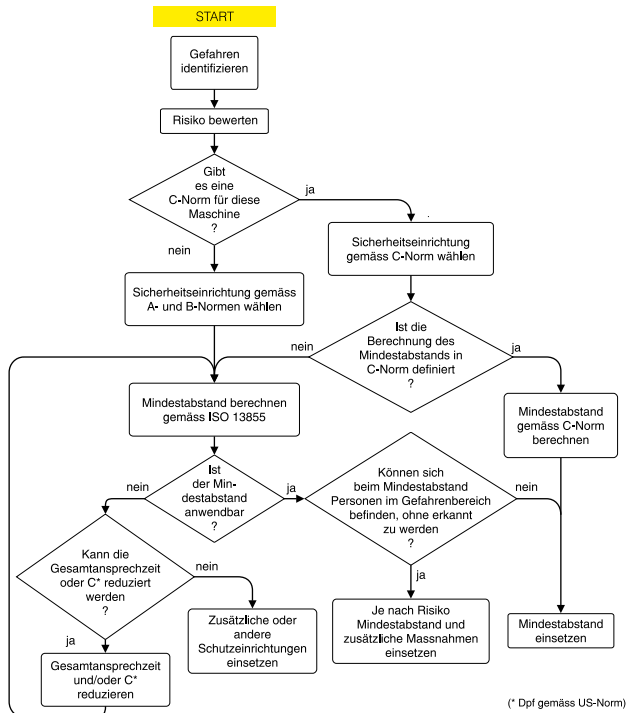 START
Gefahren
identifizieren
Risiko bewerten
Gibt
es eine
C-Norm für diese
Maschine
?
ja
nein
Sicherheitseinrichtung
gemäss C-Norm wählen
Sicherheitseinrichtung gemäss
A- und B-Normen wählen
Ist die
Berechnung des
Mindestabstands in
C-Norm definiert
?
nein
ja
Mindestabstand berechnen
gemäss ISO 13855
Mindestabstand
gemäss C-Norm
berechnen
Ist
der Min-
destabstand
anwendbar
?
nein
ja
Können sich
beim Mindestabstand
Personen im Gefahrenbereich
befinden, ohne erkannt
zu werden
?
nein
ja
Kann die
Gesamtansprechzeit
oder C* reduziert
werden
?
nein
ja
Zusätzliche oder
andere
Schutzeinrichtungen
einsetzen
Je nach Risiko
Mindestabstand und
zusätzliche Massnahmen
einsetzen
Mindestabstand
einsetzen
Gesamtansprechzeit
und/oder C*
reduzieren
(* Dpf gemäss US-Norm)